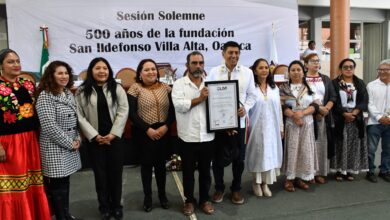 Sesión Solemne
500 años de la fundación
San Ildefonso Villa Alta, Oaxaca